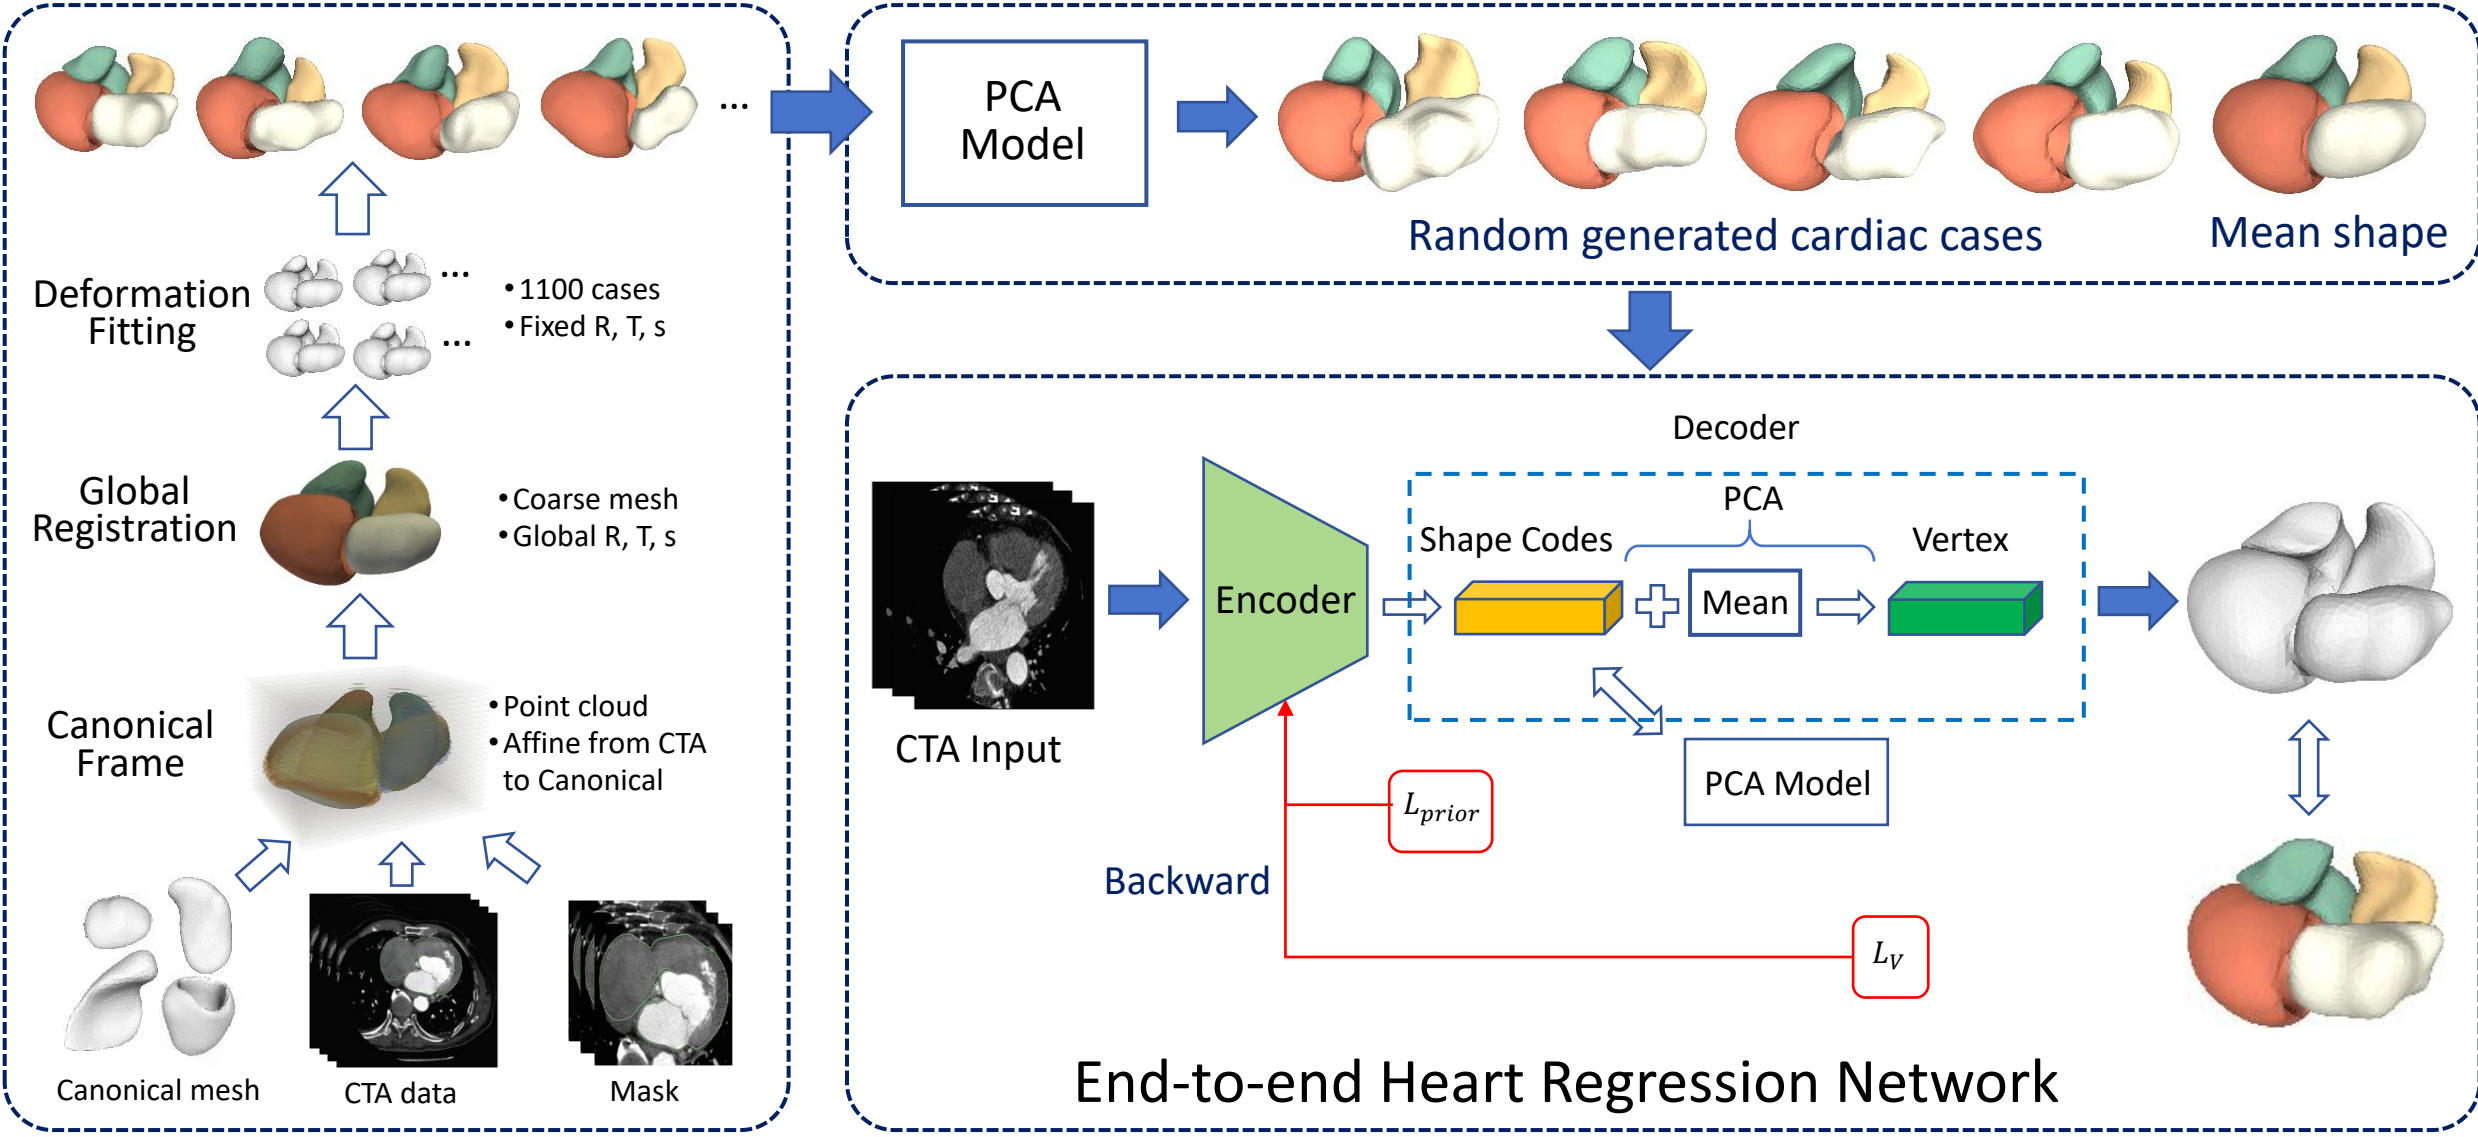 ...
Deformation
Fitting
...
...
• 1100 cases
• Fixed R, T, s
Global
Registration
• Coarse mesh
• Global R, T, s
Canonical
Frame
• Point cloud
• Affine from CTA
to Canonical
Canonical mesh
CTA data
Mask
PCA
Model
Random generated cardiac cases
Mean shape
Decoder
PCA
Shape Codes
Vertex
Encoder
Mean
CTA Input
PCA Model
L_prior
Backward
L_V
End-to-end Heart Regression Network